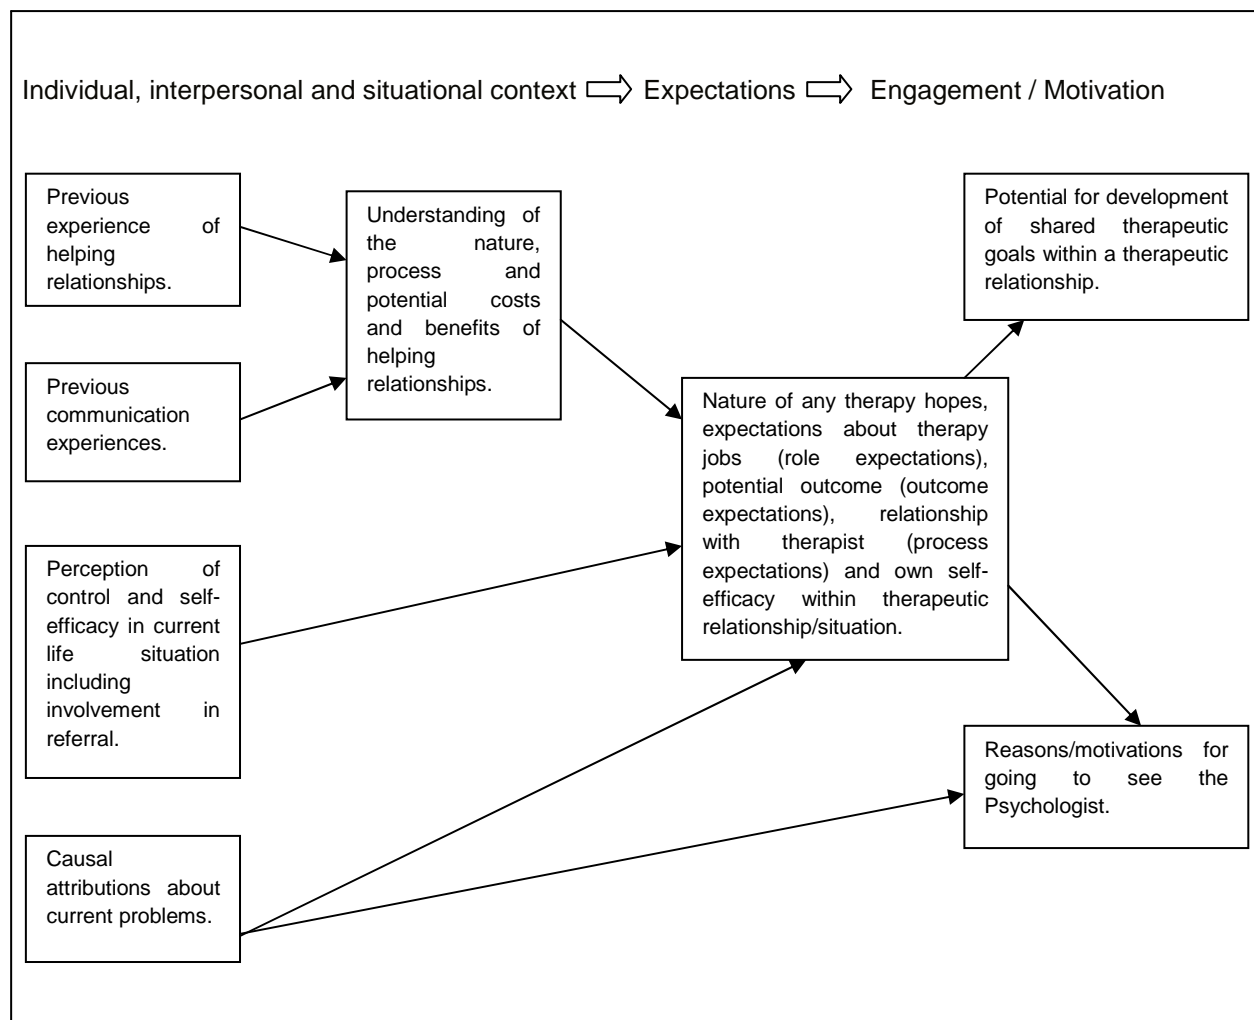 Individual, interpersonal and situational context
Expectations
Engagement / Motivation
Previous
experience of
helping
relationships.
Previous
communication
experiences.
Perception of
control and self-
efficacy in current
life situation
including
involvement in
referral.
Causal
attributions about
current problems.
Understanding of
the nature,
process and
potential costs
and benefits of
helping
relationships.
Nature of any therapy hopes,
expectations about therapy
jobs (role expectations),
potential outcome (outcome
expectations), relationship
with therapist (process
expectations) and own self-
efficacy within therapeutic
relationship/situation.
Potential for development
of shared therapeutic
goals within a therapeutic
relationship.
Reasons/motivations for
going to see the
Psychologist.